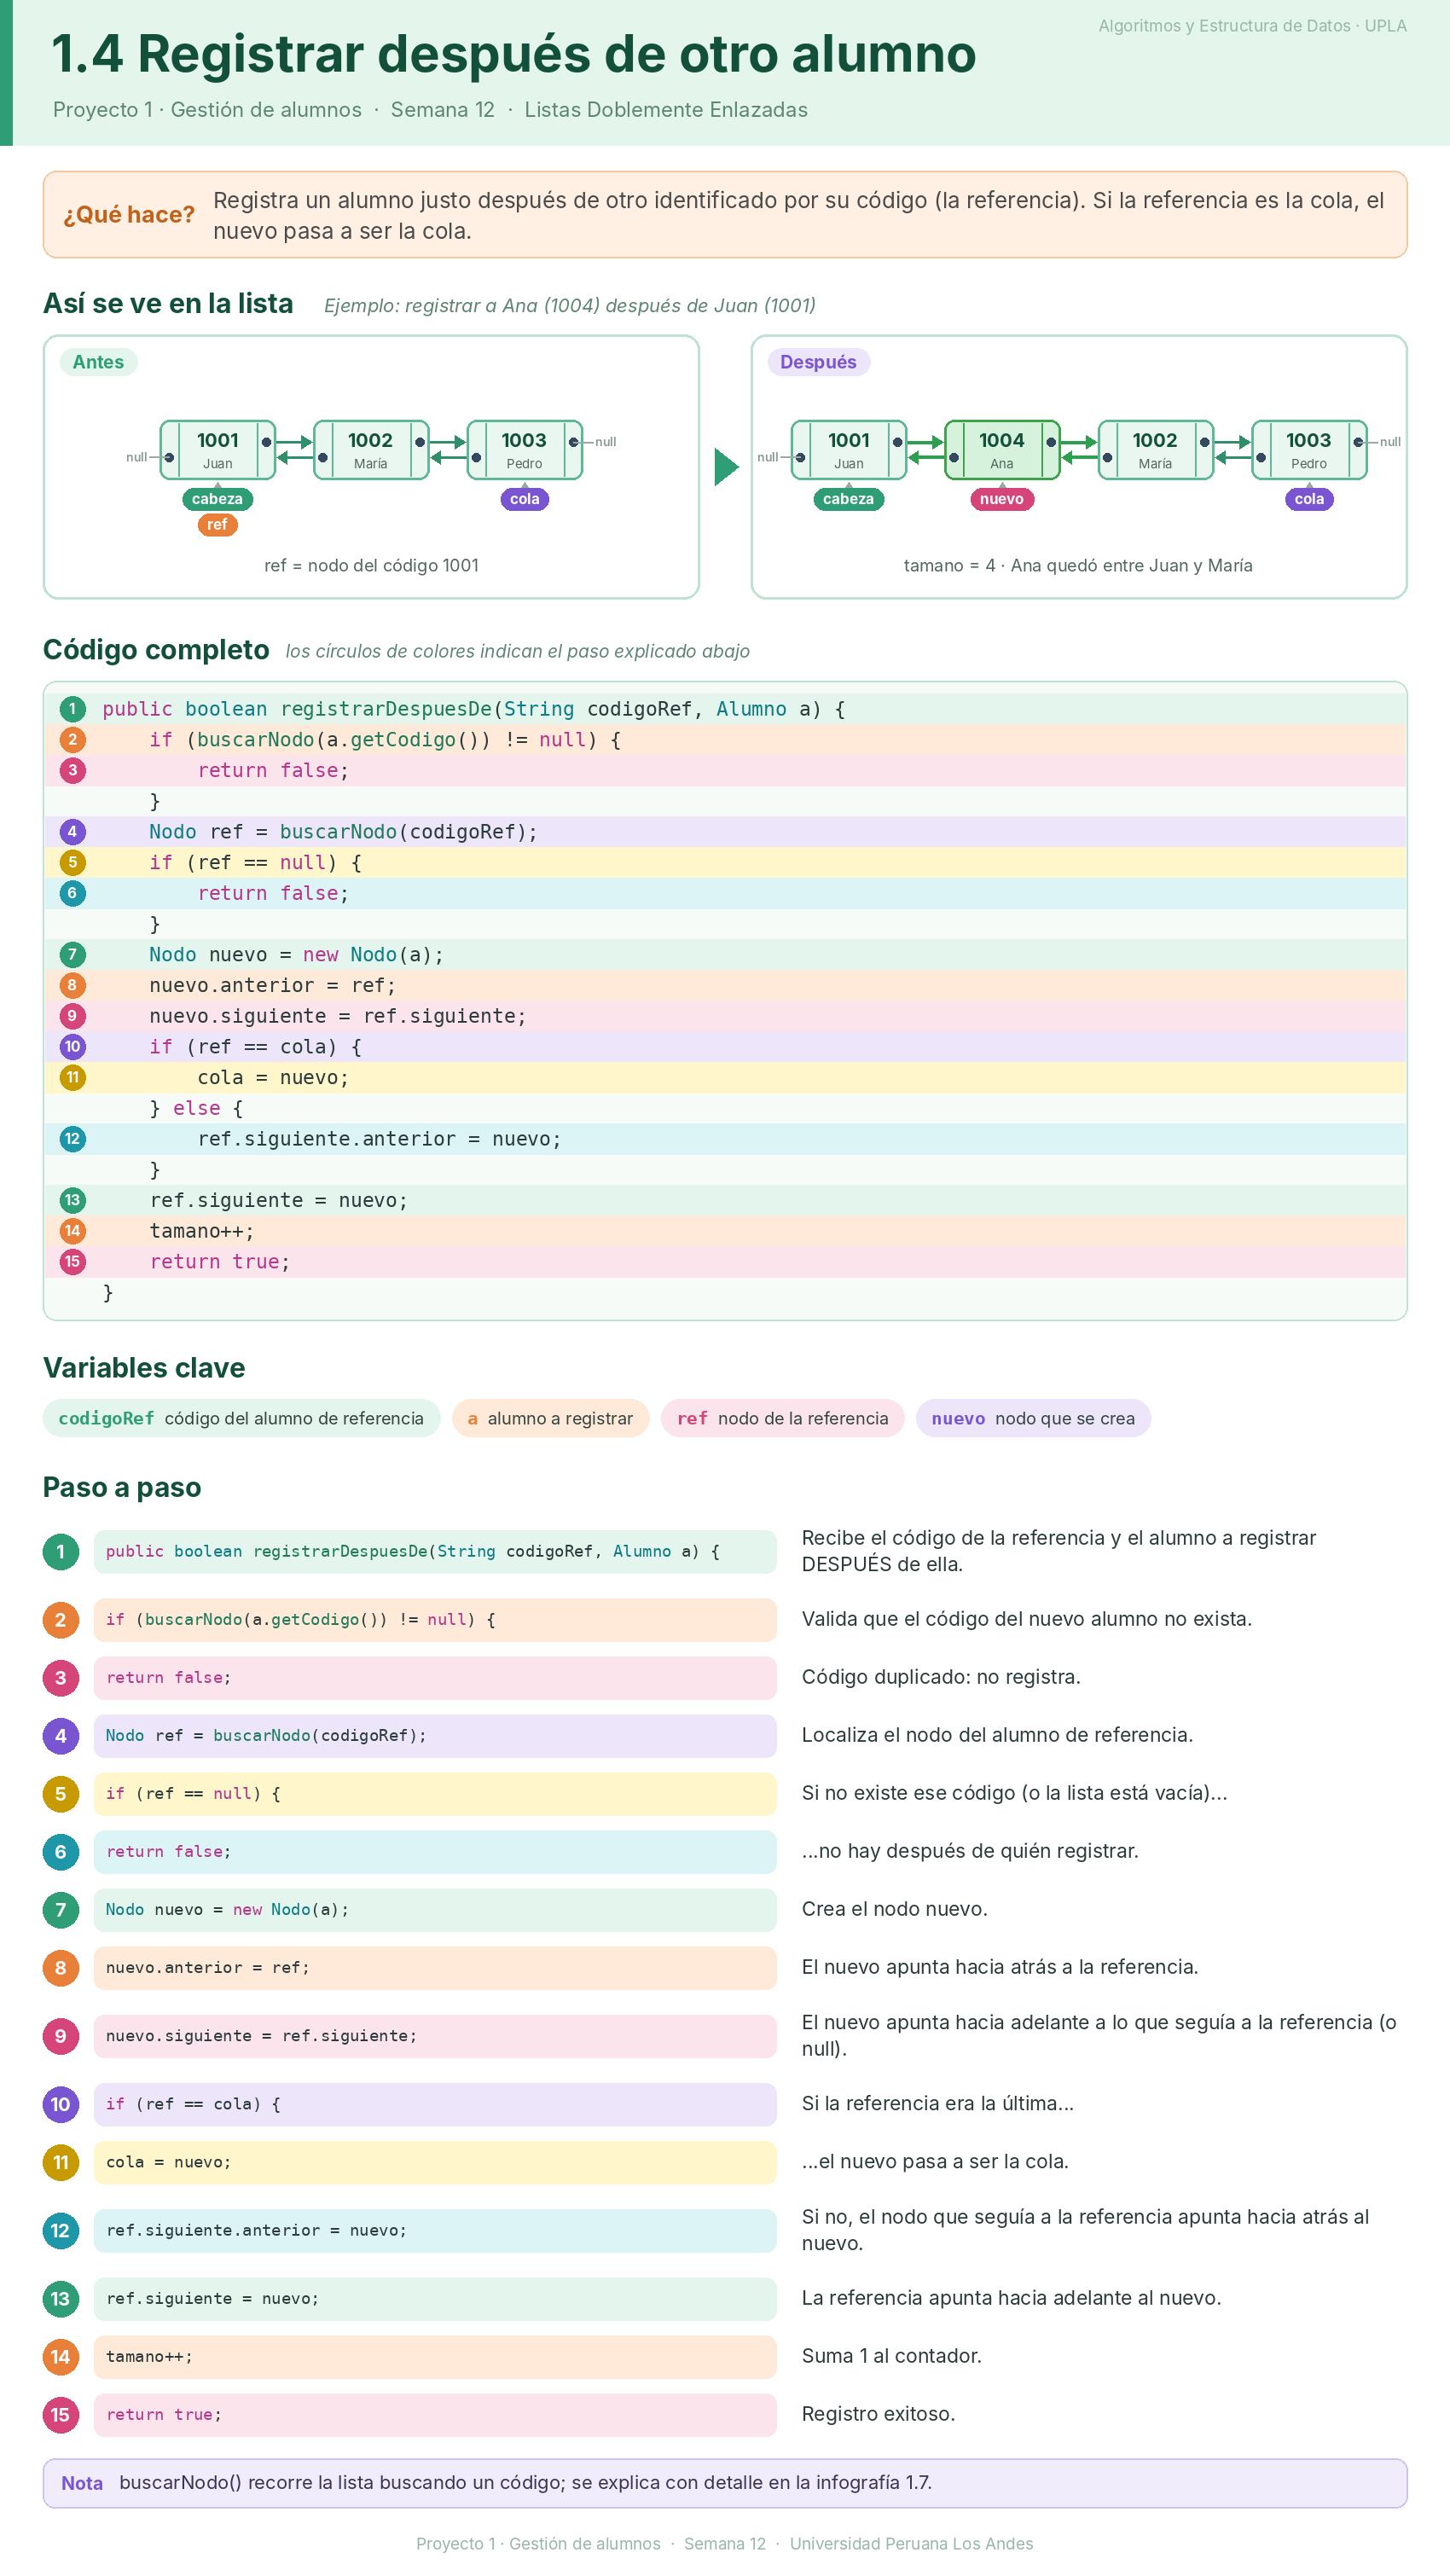 Algoritmos y Estructura de Datos · UPLA
1.4 Registrar después de otro alumno
Proyecto 1 · Gestión de alumnos · Semana 12 · Listas Doblemente Enlazadas
¿Qué hace?
Registra un alumno justo después de otro identificado por su código (la referencia). Si la referencia es la cola, el
nuevo pasa a ser la cola.
Así se ve en la lista
Ejemplo: registrar a Ana (1004) después de Juan (1001)
Antes
null
1001
Juan
1002
María
1003
Pedro
null
cabeza
ref
cola
ref = nodo del código 1001
Después
null
1001
Juan
1004
Ana
1002
María
1003
Pedro
null
cabeza
nuevo
cola
tamano = 4 · Ana quedó entre Juan y María
Código completo
los círculos de colores indican el paso explicado abajo
1 public boolean registrarDespuesDe(String codigoRef, Alumno a) {
2 if (buscarNodo(a.getCodigo()) != null) {
3 return false;
}
4 Nodo ref = buscarNodo(codigoRef);
5 if (ref == null) {
6 return false;
}
7 Nodo nuevo = new Nodo(a);
8 nuevo.anterior = ref;
9 nuevo.siguiente = ref.siguiente;
10 if (ref == cola) {
11 cola = nuevo;
} else {
12 ref.siguiente.anterior = nuevo;
}
13 ref.siguiente = nuevo;
14 tamano++;
15 return true;
}
Variables clave
codigoRef código del alumno de referencia
a alumno a registrar
ref nodo de la referencia
nuevo nodo que se crea
Paso a paso
1 public boolean registrarDespuesDe(String codigoRef, Alumno a) {
Recibe el código de la referencia y el alumno a registrar
DESPUÉS de ella.
2 if (buscarNodo(a.getCodigo()) != null) {
Valida que el código del nuevo alumno no exista.
3 return false;
Código duplicado: no registra.
4 Nodo ref = buscarNodo(codigoRef);
Localiza el nodo del alumno de referencia.
5 if (ref == null) {
Si no existe ese código (o la lista está vacía)...
6 return false;
...no hay después de quién registrar.
7 Nodo nuevo = new Nodo(a);
Crea el nodo nuevo.
8 nuevo.anterior = ref;
El nuevo apunta hacia atrás a la referencia.
9 nuevo.siguiente = ref.siguiente;
El nuevo apunta hacia adelante a lo que seguía a la referencia (o
null).
10 if (ref == cola) {
Si la referencia era la última...
11 cola = nuevo;
...el nuevo pasa a ser la cola.
12 ref.siguiente.anterior = nuevo;
Si no, el nodo que seguía a la referencia apunta hacia atrás al
nuevo.
13 ref.siguiente = nuevo;
La referencia apunta hacia adelante al nuevo.
14 tamano++;
Suma 1 al contador.
15 return true;
Registro exitoso.
Nota buscarNodo() recorre la lista buscando un código; se explica con detalle en la infografía 1.7.
Proyecto 1 · Gestión de alumnos · Semana 12 · Universidad Peruana Los Andes